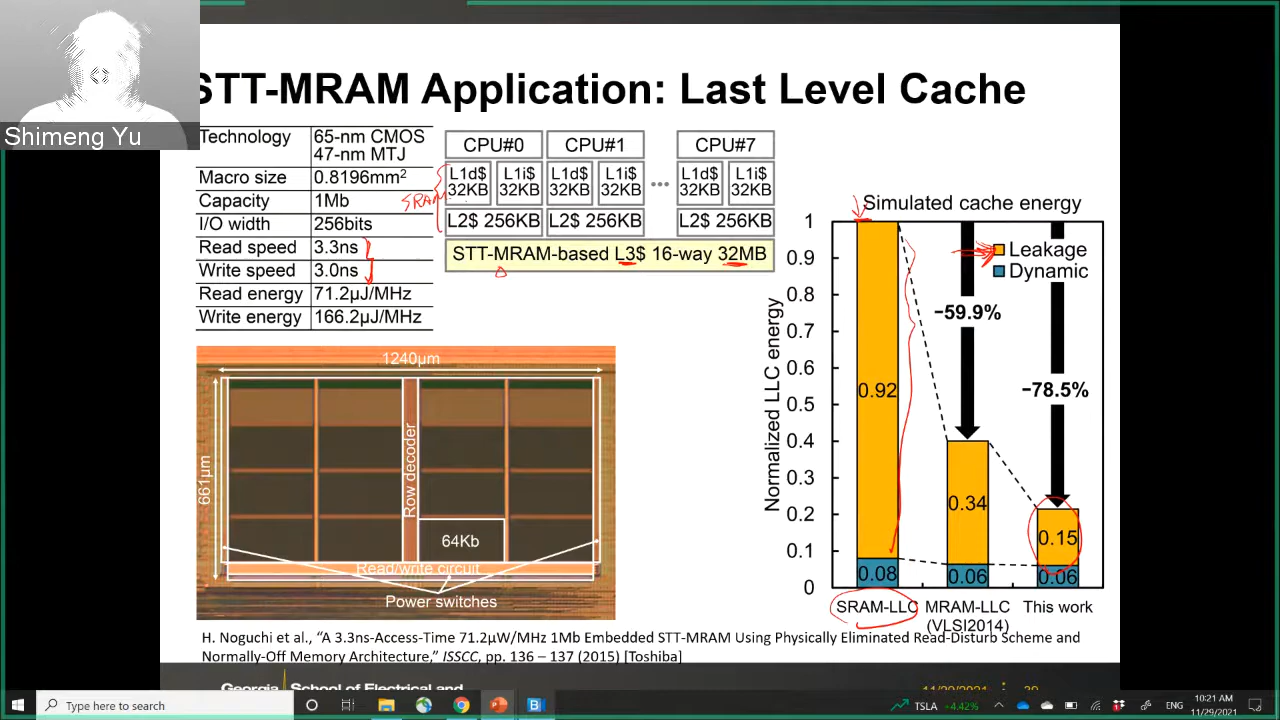 Shimeng Yu
STT-MRAM Application: Last Level Cache
Technology 65-nm CMOS
47-nm MTJ
Macro size 0.8196mm²
Capacity 1Mb
I/O width 256bits
Read speed 3.3ns
Write speed 3.0ns
Read energy 71.2µJ/MHz
Write energy 166.2µJ/MHz
SRAM
CPU#0 CPU#1 CPU#7
L1d$ L1i$ L1d$ L1i$ ... L1d$ L1i$
32KB 32KB 32KB 32KB 32KB 32KB
L2$ 256KB L2$ 256KB L2$ 256KB
STT-MRAM-based L3$ 16-way 32MB
1240µm
661µm
Row decoder
64Kb
Read/write circuit
Power switches
Simulated cache energy
Normalized LLC energy
1
0.9
0.8
0.7
0.6
0.5
0.4
0.3
0.2
0.1
0
Leakage
Dynamic
−59.9%
−78.5%
0.92
0.34
0.15
0.08 0.06 0.06
SRAM-LLC MRAM-LLC This work
(VLSI2014)
H. Noguchi et al., “A 3.3ns-Access-Time 71.2µW/MHz 1Mb Embedded STT-MRAM Using Physically Eliminated Read-Disturb Scheme and
Normally-Off Memory Architecture,” ISSCC, pp. 136 – 137 (2015) [Toshiba]
Georgia School of Electrical and
11/29/2021 39
Type here to search
TSLA +4.42%
ENG
10:21 AM
11/29/2021